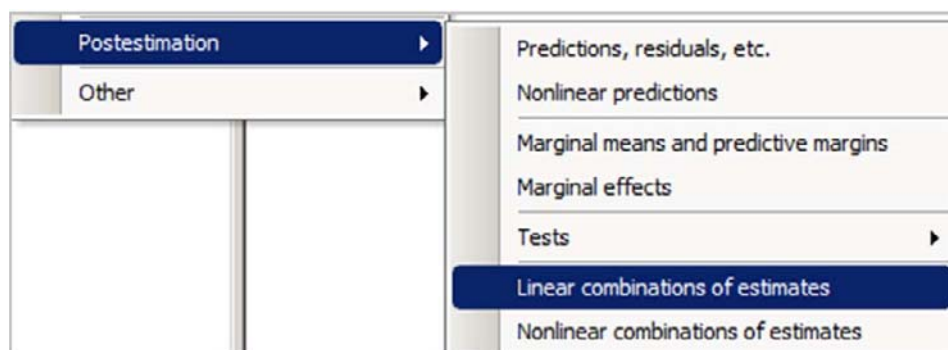 Postestimation
Other
Predictions, residuals, etc.
Nonlinear predictions
Marginal means and predictive margins
Marginal effects
Tests
Linear combinations of estimates
Nonlinear combinations of estimates